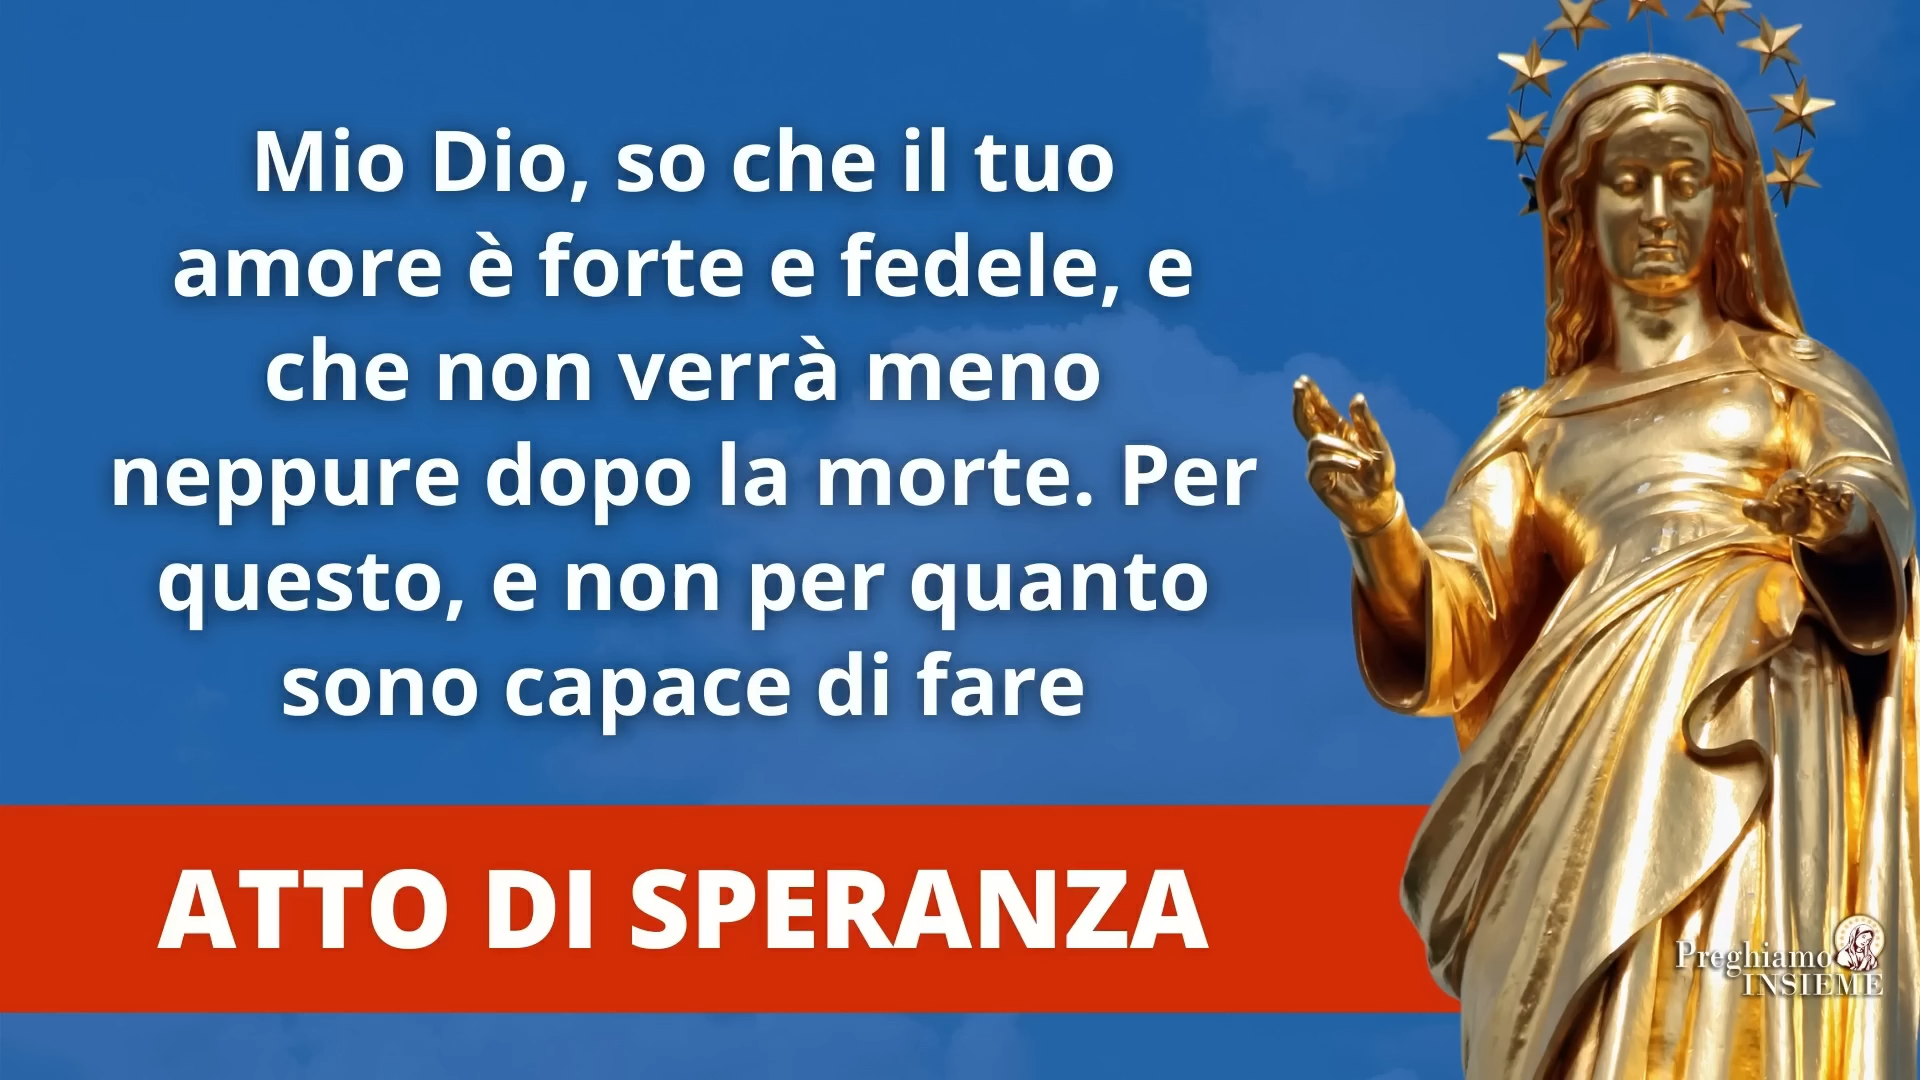 Mio Dio, so che il tuo
amore è forte e fedele, e
che non verrà meno
neppure dopo la morte. Per
questo, e non per quanto
sono capace di fare
ATTO DI SPERANZA
Preghiamo
INSIEME